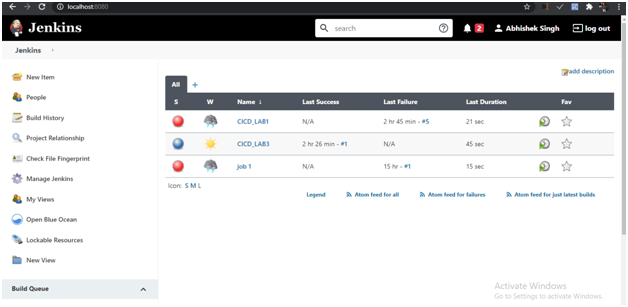 localhost:8080
Jenkins
search
2
Abhishek Singh
log out
Jenkins
New Item
People
Build History
Project Relationship
Check File Fingerprint
Manage Jenkins
My Views
Open Blue Ocean
Lockable Resources
New View
Build Queue
add description
All +
S W Name ↓ Last Success Last Failure Last Duration Fav
CICD_LAB1 N/A 2 hr 45 min - #5 21 sec
CICD_LAB3 2 hr 26 min - #1 N/A 45 sec
job 1 N/A 15 hr - #1 15 sec
Icon: S M L
Legend Atom feed for all Atom feed for failures Atom feed for just latest builds
Activate Windows
Go to Settings to activate Windows.